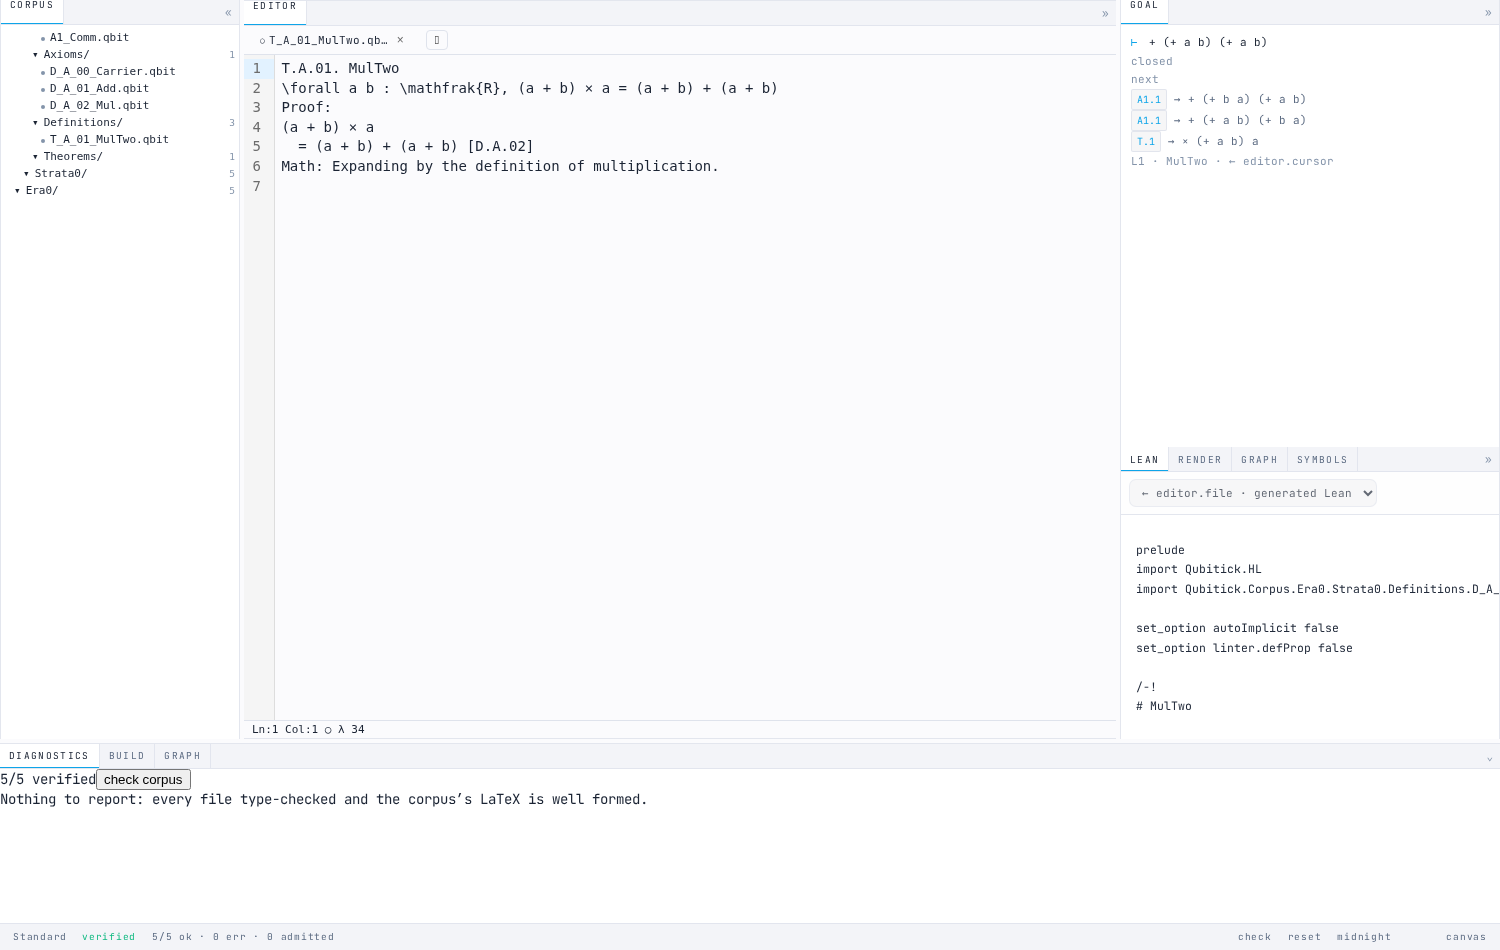 CORPUS «
A1_Comm.qbit
▾ Axioms/ 1
D_A_00_Carrier.qbit
D_A_01_Add.qbit
D_A_02_Mul.qbit
▾ Definitions/ 3
T_A_01_MulTwo.qbit
▾ Theorems/ 1
▾ Strata0/ 5
▾ Era0/ 5
EDITOR »
○ T_A_01_MulTwo.qb… ×
1 T.A.01. MulTwo
2 \forall a b : \mathfrak{R}, (a + b) × a = (a + b) + (a + b)
3 Proof:
4 (a + b) × a
5   = (a + b) + (a + b) [D.A.02]
6 Math: Expanding by the definition of multiplication.
7
Ln:1 Col:1 ○ λ 34
GOAL »
⊢ + (+ a b) (+ a b)
closed
next
A1.1 → + (+ b a) (+ a b)
A1.1 → + (+ a b) (+ b a)
T.1 → × (+ a b) a
L1 · MulTwo · ← editor.cursor
LEAN RENDER GRAPH SYMBOLS »
← editor.file · generated Lean
prelude
import Qubitick.HL
import Qubitick.Corpus.Era0.Strata0.Definitions.D_A_
set_option autoImplicit false
set_option linter.defProp false
/-!
# MulTwo
DIAGNOSTICS BUILD GRAPH ⌄
5/5 verified check corpus
Nothing to report: every file type-checked and the corpus’s LaTeX is well formed.
Standard verified 5/5 ok · 0 err · 0 admitted check reset midnight canvas